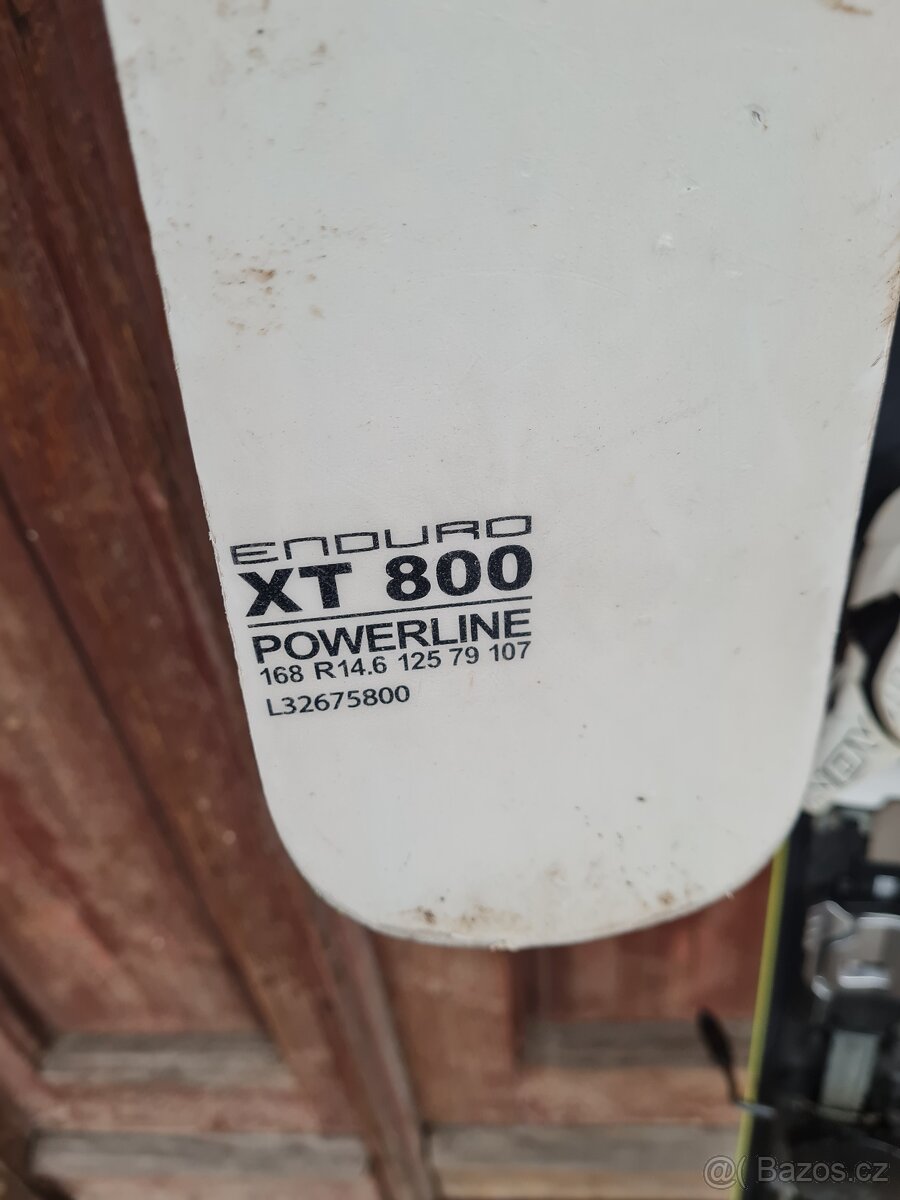 ENDURO
XT 800
POWERLINE
168 R14.6 125 79 107
L32675800
@( Bazos.cz